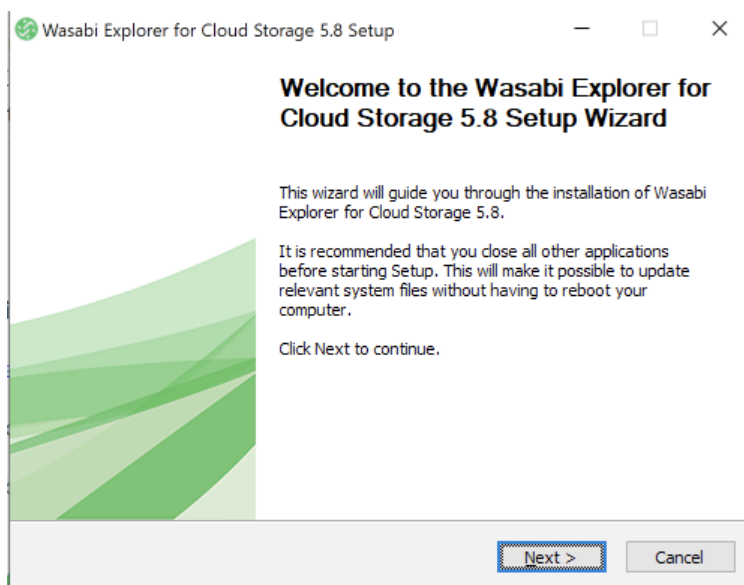 Wasabi Explorer for Cloud Storage 5.8 Setup
Welcome to the Wasabi Explorer for
Cloud Storage 5.8 Setup Wizard
This wizard will guide you through the installation of Wasabi
Explorer for Cloud Storage 5.8.
It is recommended that you close all other applications
before starting Setup. This will make it possible to update
relevant system files without having to reboot your
computer.
Click Next to continue.
Next >
Cancel